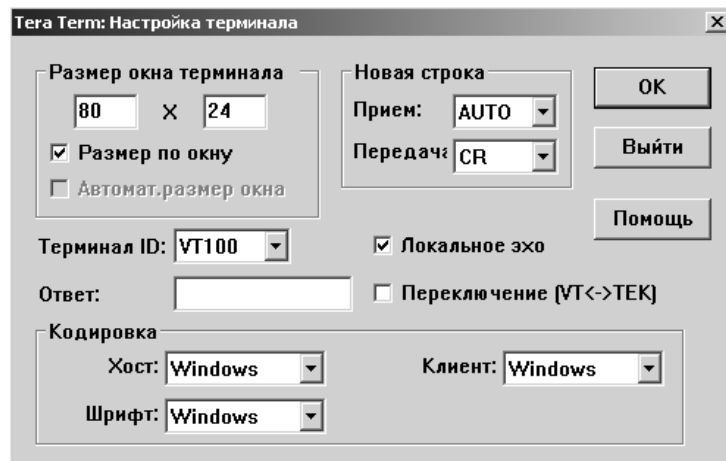 Tera Term: Настройка терминала
Размер окна терминала
80 X 24
Размер по окну
Автомат.размер окна
Новая строка
Прием: AUTO
Передача CR
OK
Выйти
Помощь
Терминал ID: VT100
Локальное эхо
Ответ:
Переключение (VT<->TEK)
Кодировка
Хост: Windows
Клиент: Windows
Шрифт: Windows